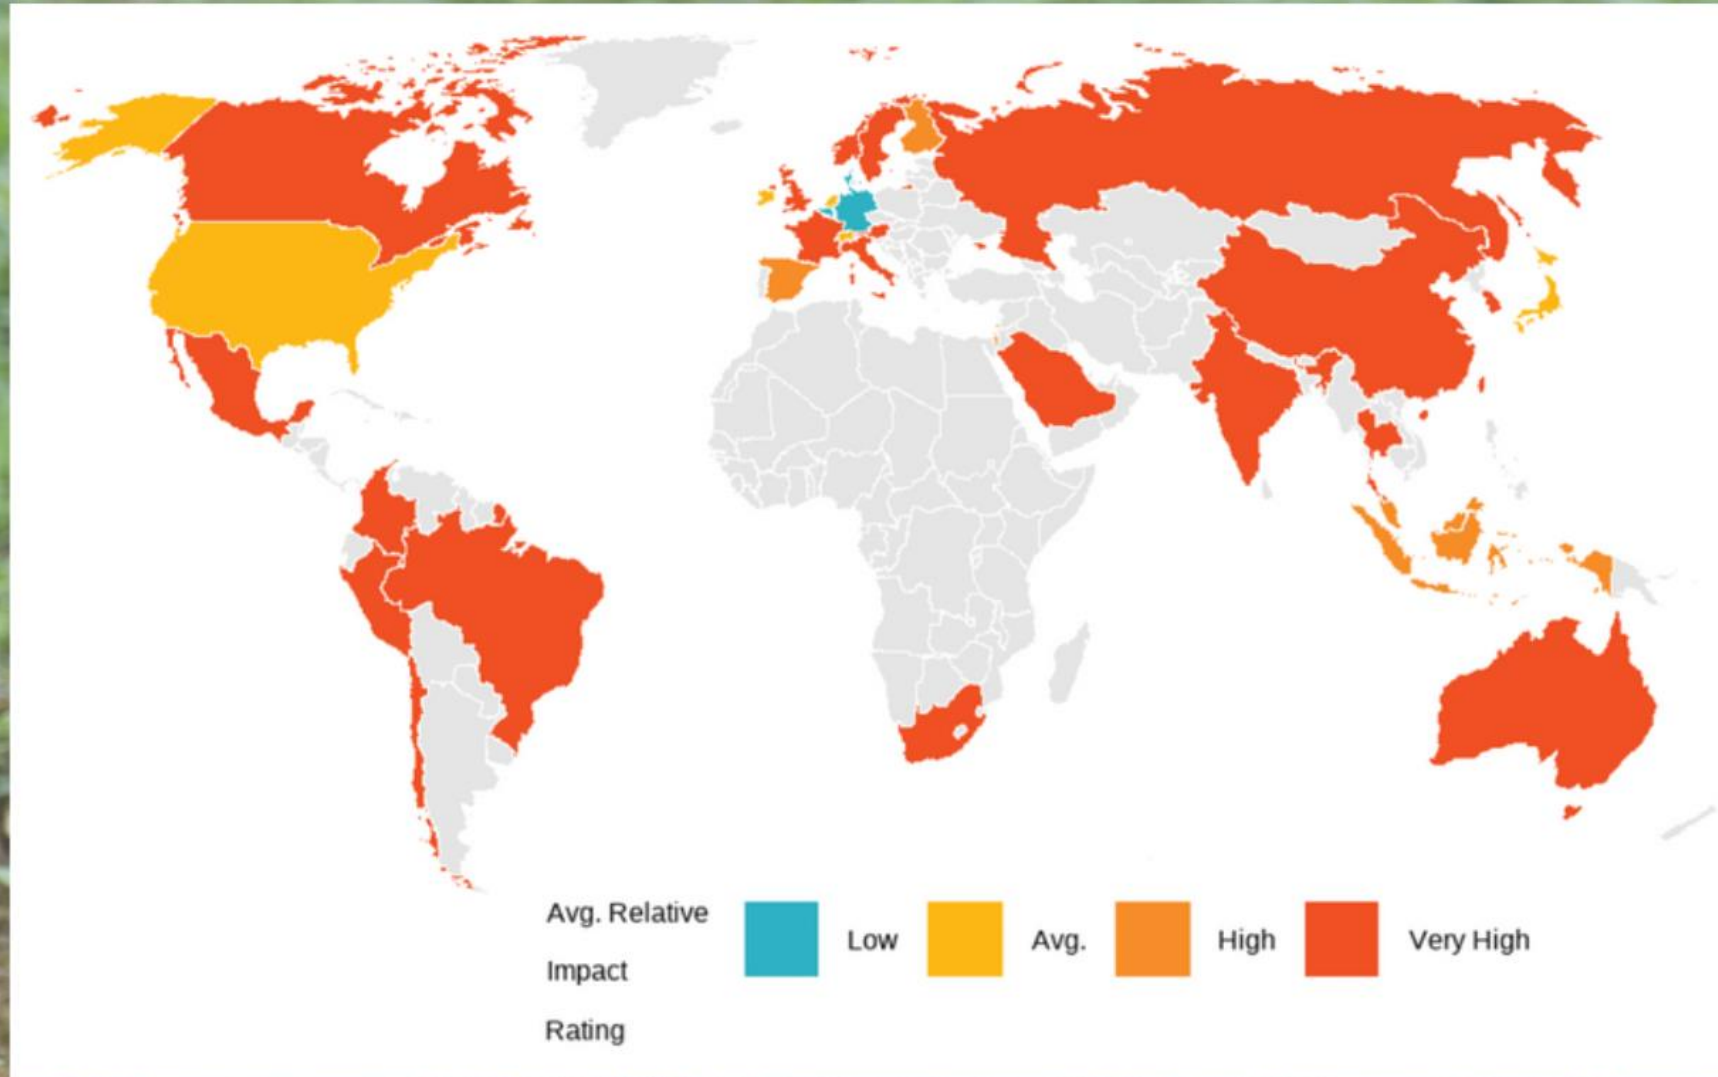 Avg. Relative
Impact
Rating
Low
Avg.
High
Very High